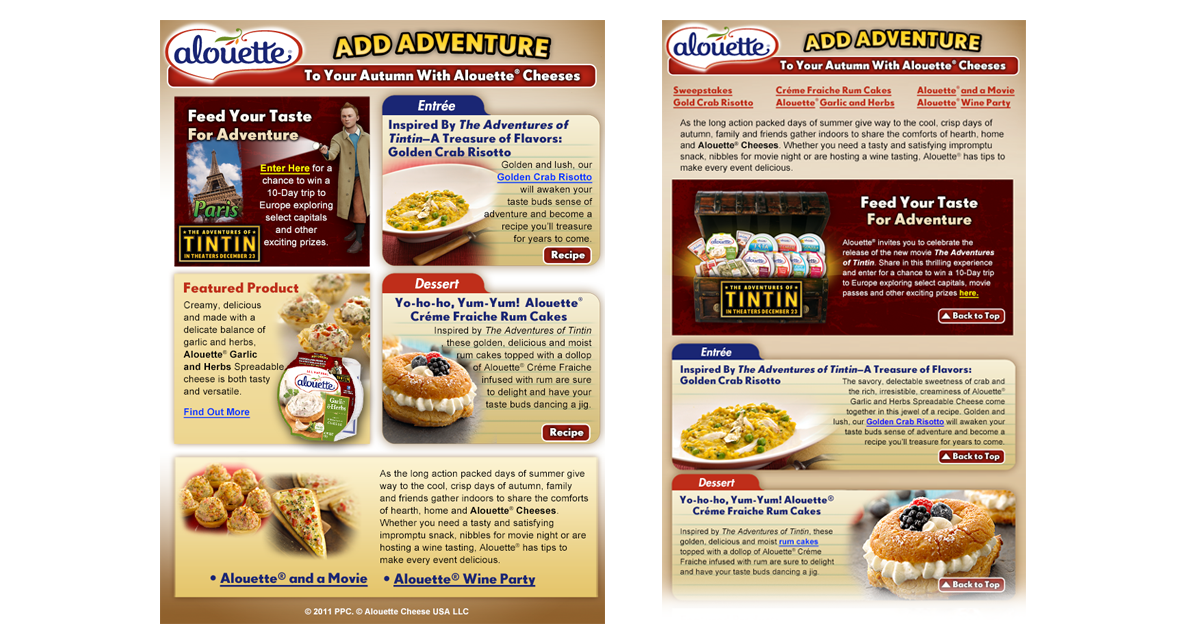 alouette®
ADD ADVENTURE
To Your Autumn With Alouette® Cheeses
Feed Your Taste
For Adventure
Enter Here for a
chance to win a
10-Day trip to
Europe exploring
select capitals
and other
exciting prizes.
Paris
THE ADVENTURES OF
TINTIN
IN THEATERS DECEMBER 23
Entrée
Inspired By The Adventures of
Tintin—A Treasure of Flavors:
Golden Crab Risotto
Golden and lush, our
Golden Crab Risotto
will awaken your
taste buds sense of
adventure and become a
recipe you'll treasure
for years to come.
Recipe
Featured Product
Creamy, delicious
and made with a
delicate balance of
garlic and herbs,
Alouette® Garlic
and Herbs Spreadable
cheese is both tasty
and versatile.
Find Out More
alouette
Garlic
& Herbs
Dessert
Yo-ho-ho, Yum-Yum! Alouette®
Créme Fraiche Rum Cakes
Inspired by The Adventures of Tintin
these golden, delicious and moist
rum cakes topped with a dollop
of Alouette® Créme Fraiche
infused with rum are sure
to delight and have your
taste buds dancing a jig.
Recipe
As the long action packed days of summer give
way to the cool, crisp days of autumn, family
and friends gather indoors to share the comforts
of hearth, home and Alouette® Cheeses.
Whether you need a tasty and satisfying
impromptu snack, nibbles for movie night or are
hosting a wine tasting, Alouette® has tips to
make every event delicious.
• Alouette® and a Movie • Alouette® Wine Party
© 2011 PPC. © Alouette Cheese USA LLC
alouette®
ADD ADVENTURE
To Your Autumn With Alouette® Cheeses
Sweepstakes Créme Fraiche Rum Cakes Alouette® and a Movie
Gold Crab Risotto Alouette® Garlic and Herbs Alouette® Wine Party
As the long action packed days of summer give way to the cool, crisp days of
autumn, family and friends gather indoors to share the comforts of hearth, home
and Alouette® Cheeses. Whether you need a tasty and satisfying impromptu
snack, nibbles for movie night or are hosting a wine tasting, Alouette® has tips to
make every event delicious.
Feed Your Taste
For Adventure
Alouette® invites you to celebrate the
release of the new movie The Adventures
of Tintin. Share in this thrilling experience
and enter for a chance to win a 10-Day trip
to Europe exploring select capitals, movie
passes and other exciting prizes here.
THE ADVENTURES OF
TINTIN
IN THEATERS DECEMBER 23
Back to Top
Entrée
Inspired By The Adventures of Tintin—A Treasure of Flavors:
Golden Crab Risotto
The savory, delectable sweetness of crab and
the rich, irresistible, creaminess of Alouette®
Garlic and Herbs Spreadable Cheese come
together in this jewel of a recipe. Golden and
lush, our Golden Crab Risotto will awaken your
taste buds sense of adventure and become a
recipe you'll treasure for years to come.
Back to Top
Dessert
Yo-ho-ho, Yum-Yum! Alouette®
Créme Fraiche Rum Cakes
Inspired by The Adventures of Tintin, these
golden, delicious and moist rum cakes
topped with a dollop of Alouette® Créme
Fraiche infused with rum are sure to delight
and have your taste buds dancing a jig.
Back to Top